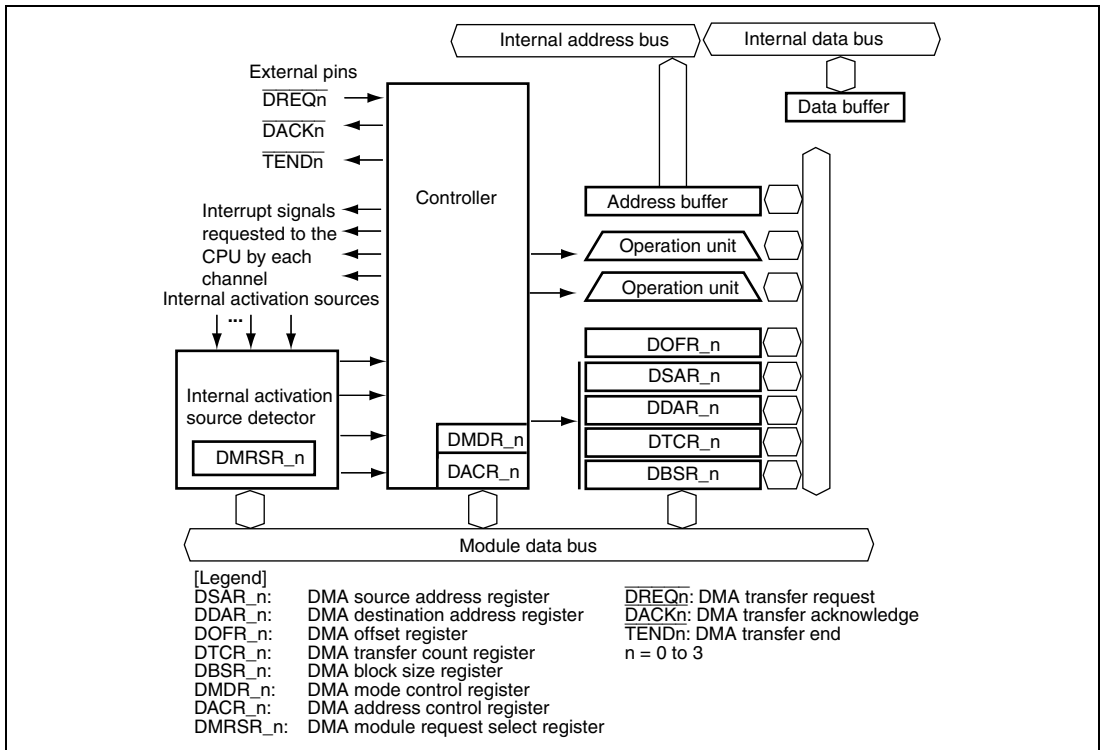 Internal address bus
Internal data bus
External pins
DREQn
DACKn
TENDn
Data buffer
Controller
Address buffer
Interrupt signals
requested to the
CPU by each
channel
Operation unit
Operation unit
Internal activation sources
...
DOFR_n
DSAR_n
DDAR_n
DTCR_n
DBSR_n
Internal activation
source detector
DMRSR_n
DMDR_n
DACR_n
Module data bus
[Legend]
DSAR_n: DMA source address register
DDAR_n: DMA destination address register
DOFR_n: DMA offset register
DTCR_n: DMA transfer count register
DBSR_n: DMA block size register
DMDR_n: DMA mode control register
DACR_n: DMA address control register
DMRSR_n: DMA module request select register
DREQn: DMA transfer request
DACKn: DMA transfer acknowledge
TENDn: DMA transfer end
n = 0 to 3